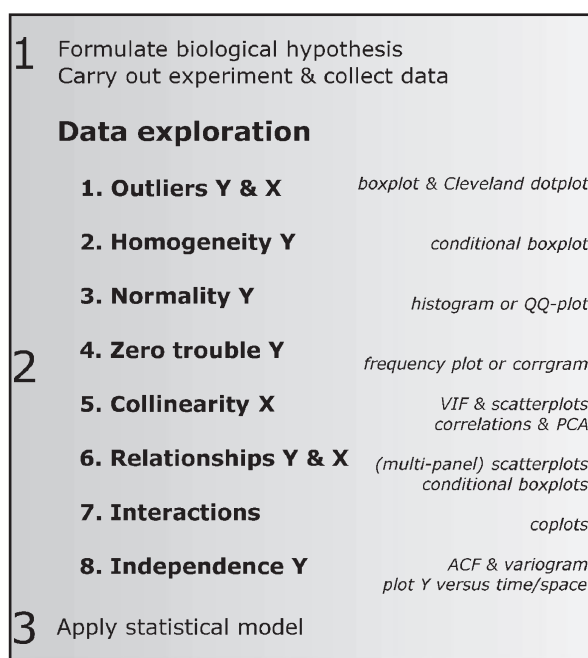 1 Formulate biological hypothesis
Carry out experiment & collect data
Data exploration
1. Outliers Y & X boxplot & Cleveland dotplot
2. Homogeneity Y conditional boxplot
3. Normality Y histogram or QQ-plot
2
4. Zero trouble Y frequency plot or corrgram
5. Collinearity X VIF & scatterplots
correlations & PCA
6. Relationships Y & X (multi-panel) scatterplots
conditional boxplots
7. Interactions coplots
8. Independence Y ACF & variogram
plot Y versus time/space
3 Apply statistical model